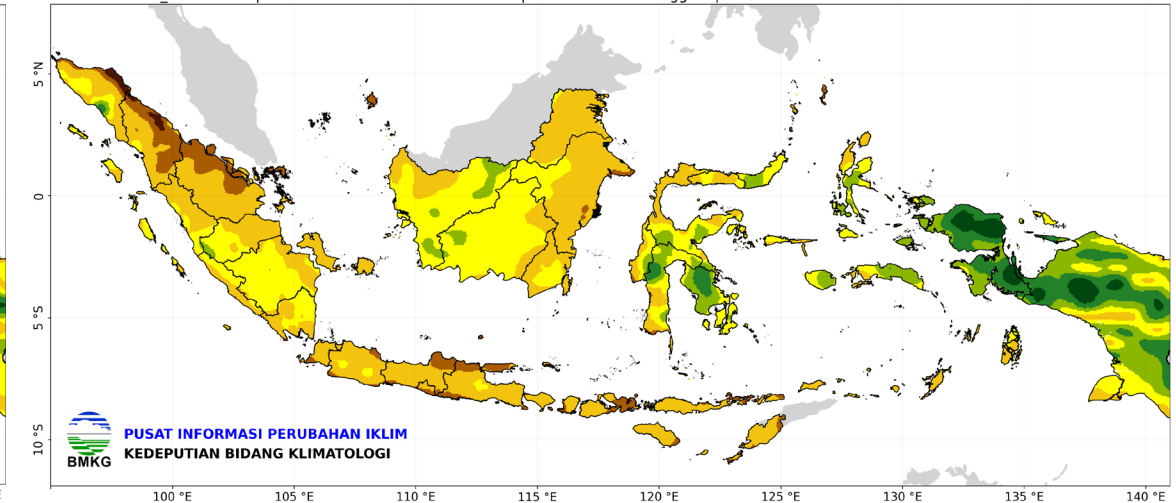 5 °N
0
5 °S
10 °S
BMKG
PUSAT INFORMASI PERUBAHAN IKLIM
KEDEPUTIAN BIDANG KLIMATOLOGI
100 °E
105 °E
110 °E
115 °E
120 °E
125 °E
130 °E
135 °E
140 °E